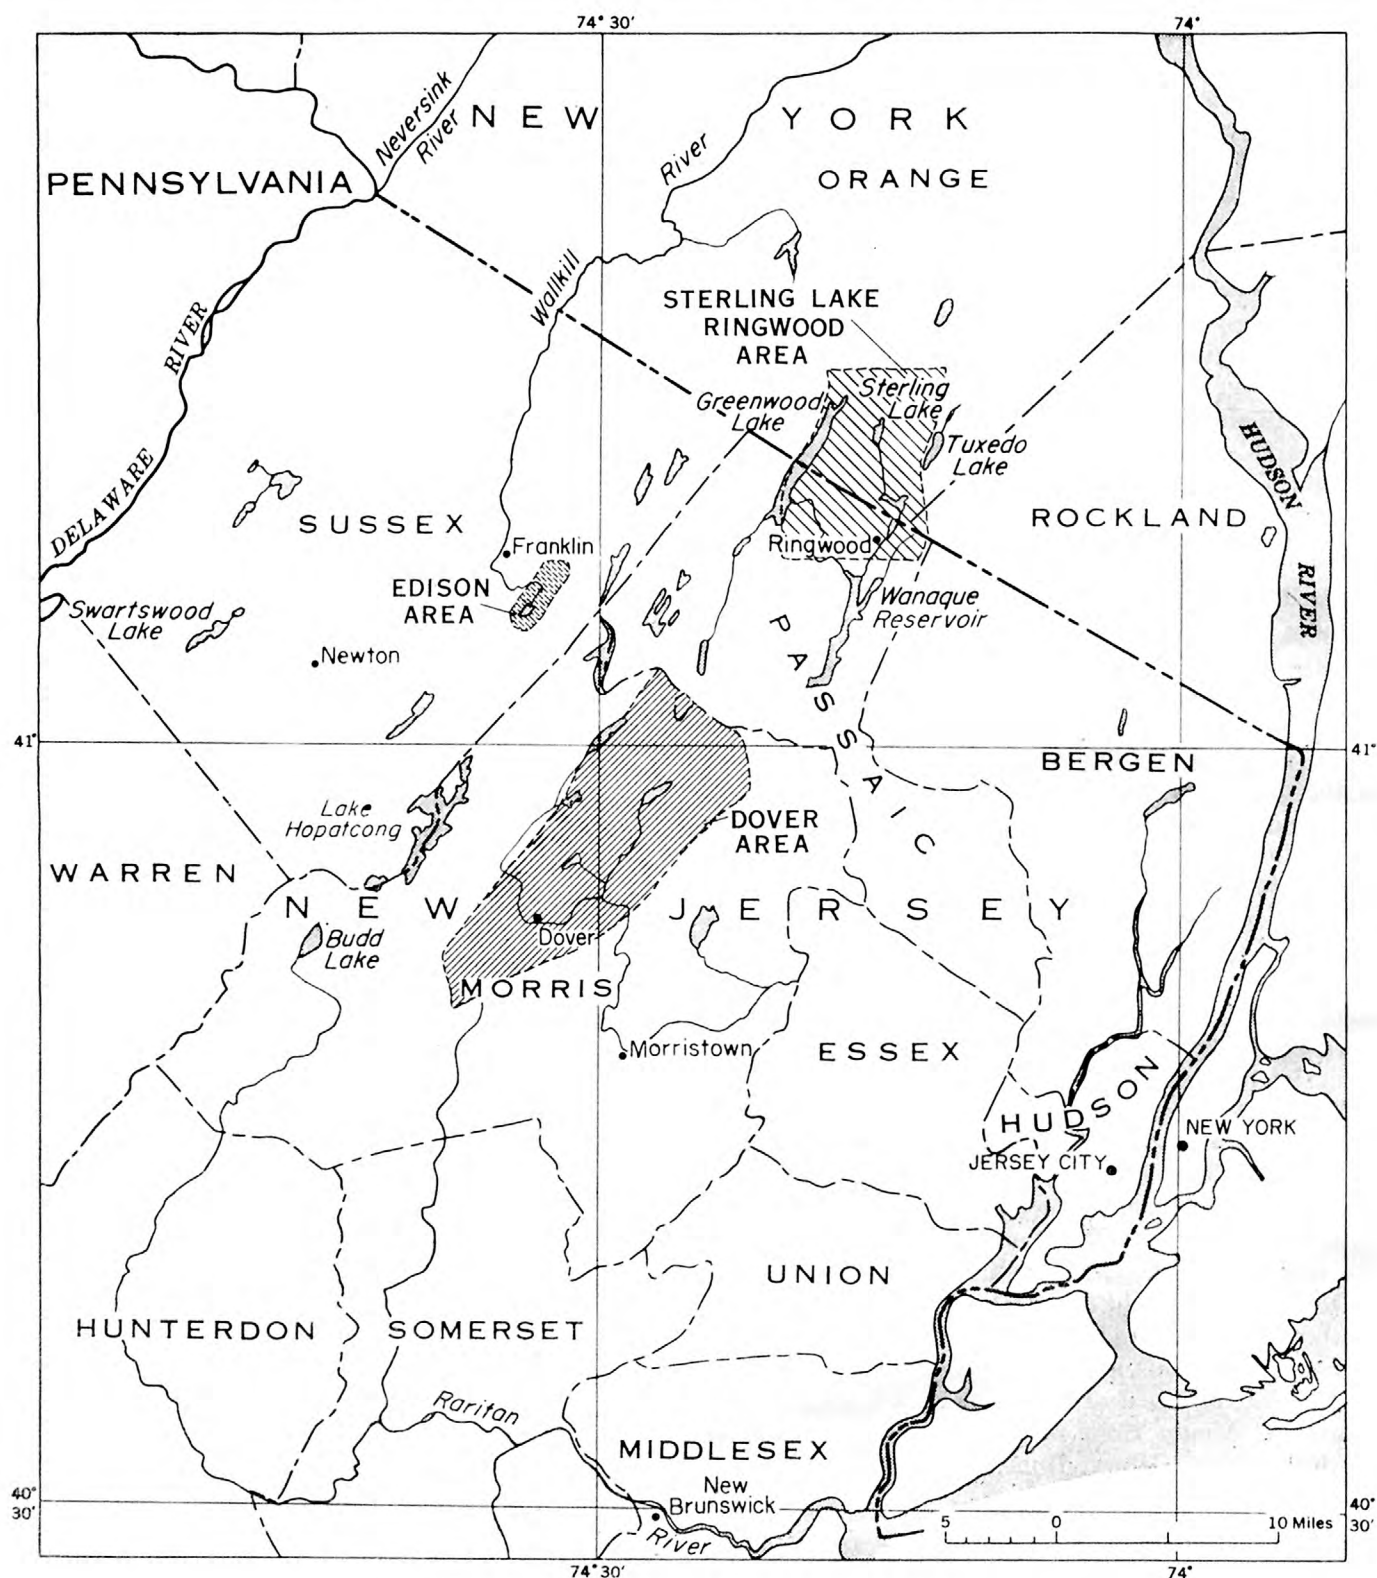 74° 30'
74°
NEW YORK
Neversink
River
River
PENNSYLVANIA
ORANGE
Wallkill
STERLING LAKE
RINGWOOD
AREA
RIVER
DELAWARE
Greenwood
Lake
Sterling
Lake
Tuxedo
Lake
HUDSON
RIVER
SUSSEX
ROCKLAND
Franklin
Ringwood
EDISON
AREA
Swartswood
Lake
Wanaque
Reservoir
Newton
PASSAIC
41°
41°
BERGEN
Lake
Hopatcong
DOVER
AREA
WARREN
NEW JERSEY
Budd
Lake
Dover
MORRIS
Morristown
ESSEX
HUDSON
NEW YORK
JERSEY CITY
UNION
HUNTERDON
SOMERSET
Raritan
MIDDLESEX
New
Brunswick
River
40°
30'
40°
30'
5 0 10 Miles
74° 30'
74°